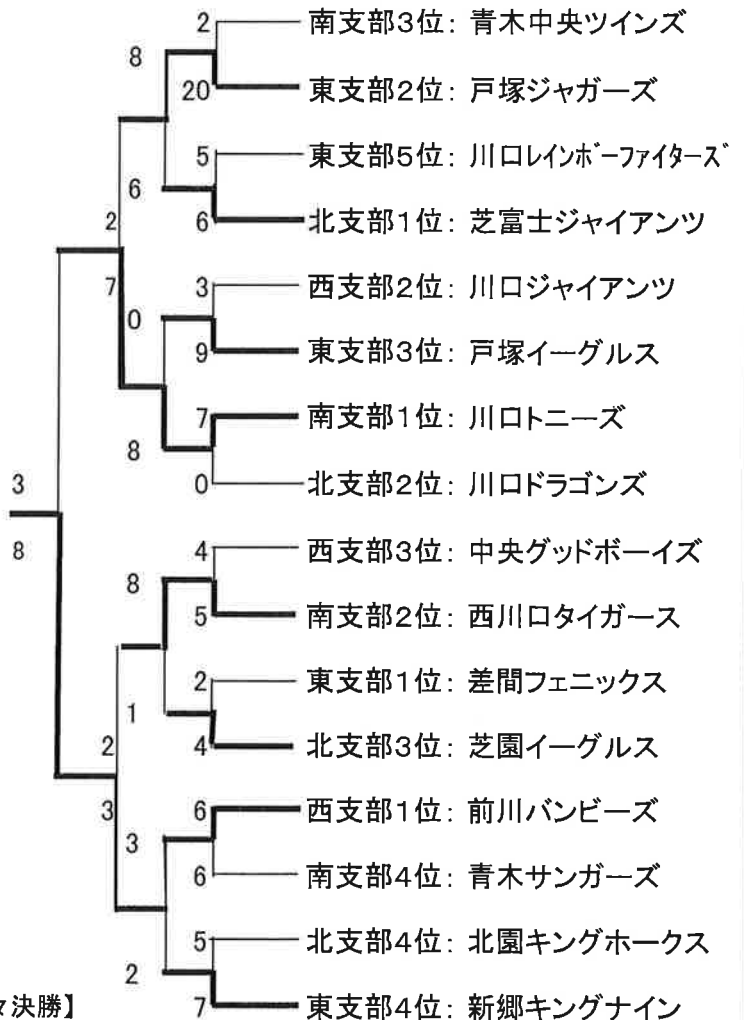 2 南支部3位: 青木中央ツインズ
8
20 東支部2位: 戸塚ジャガーズ
5 東支部5位: 川口レインボーファイターズ
6
6 北支部1位: 芝富士ジャイアンツ
2
7
3 西支部2位: 川口ジャイアンツ
0
9 東支部3位: 戸塚イーグルス
7 南支部1位: 川口トニーズ
8
0 北支部2位: 川口ドラゴンズ
3
8
4 西支部3位: 中央グッドボーイズ
8
5 南支部2位: 西川口タイガース
2 東支部1位: 差間フェニックス
1
4 北支部3位: 芝園イーグルス
2
3
6 西支部1位: 前川バンビーズ
3
6 南支部4位: 青木サンガーズ
5 北支部4位: 北園キングホークス
2
7 東支部4位: 新郷キングナイン
決勝】